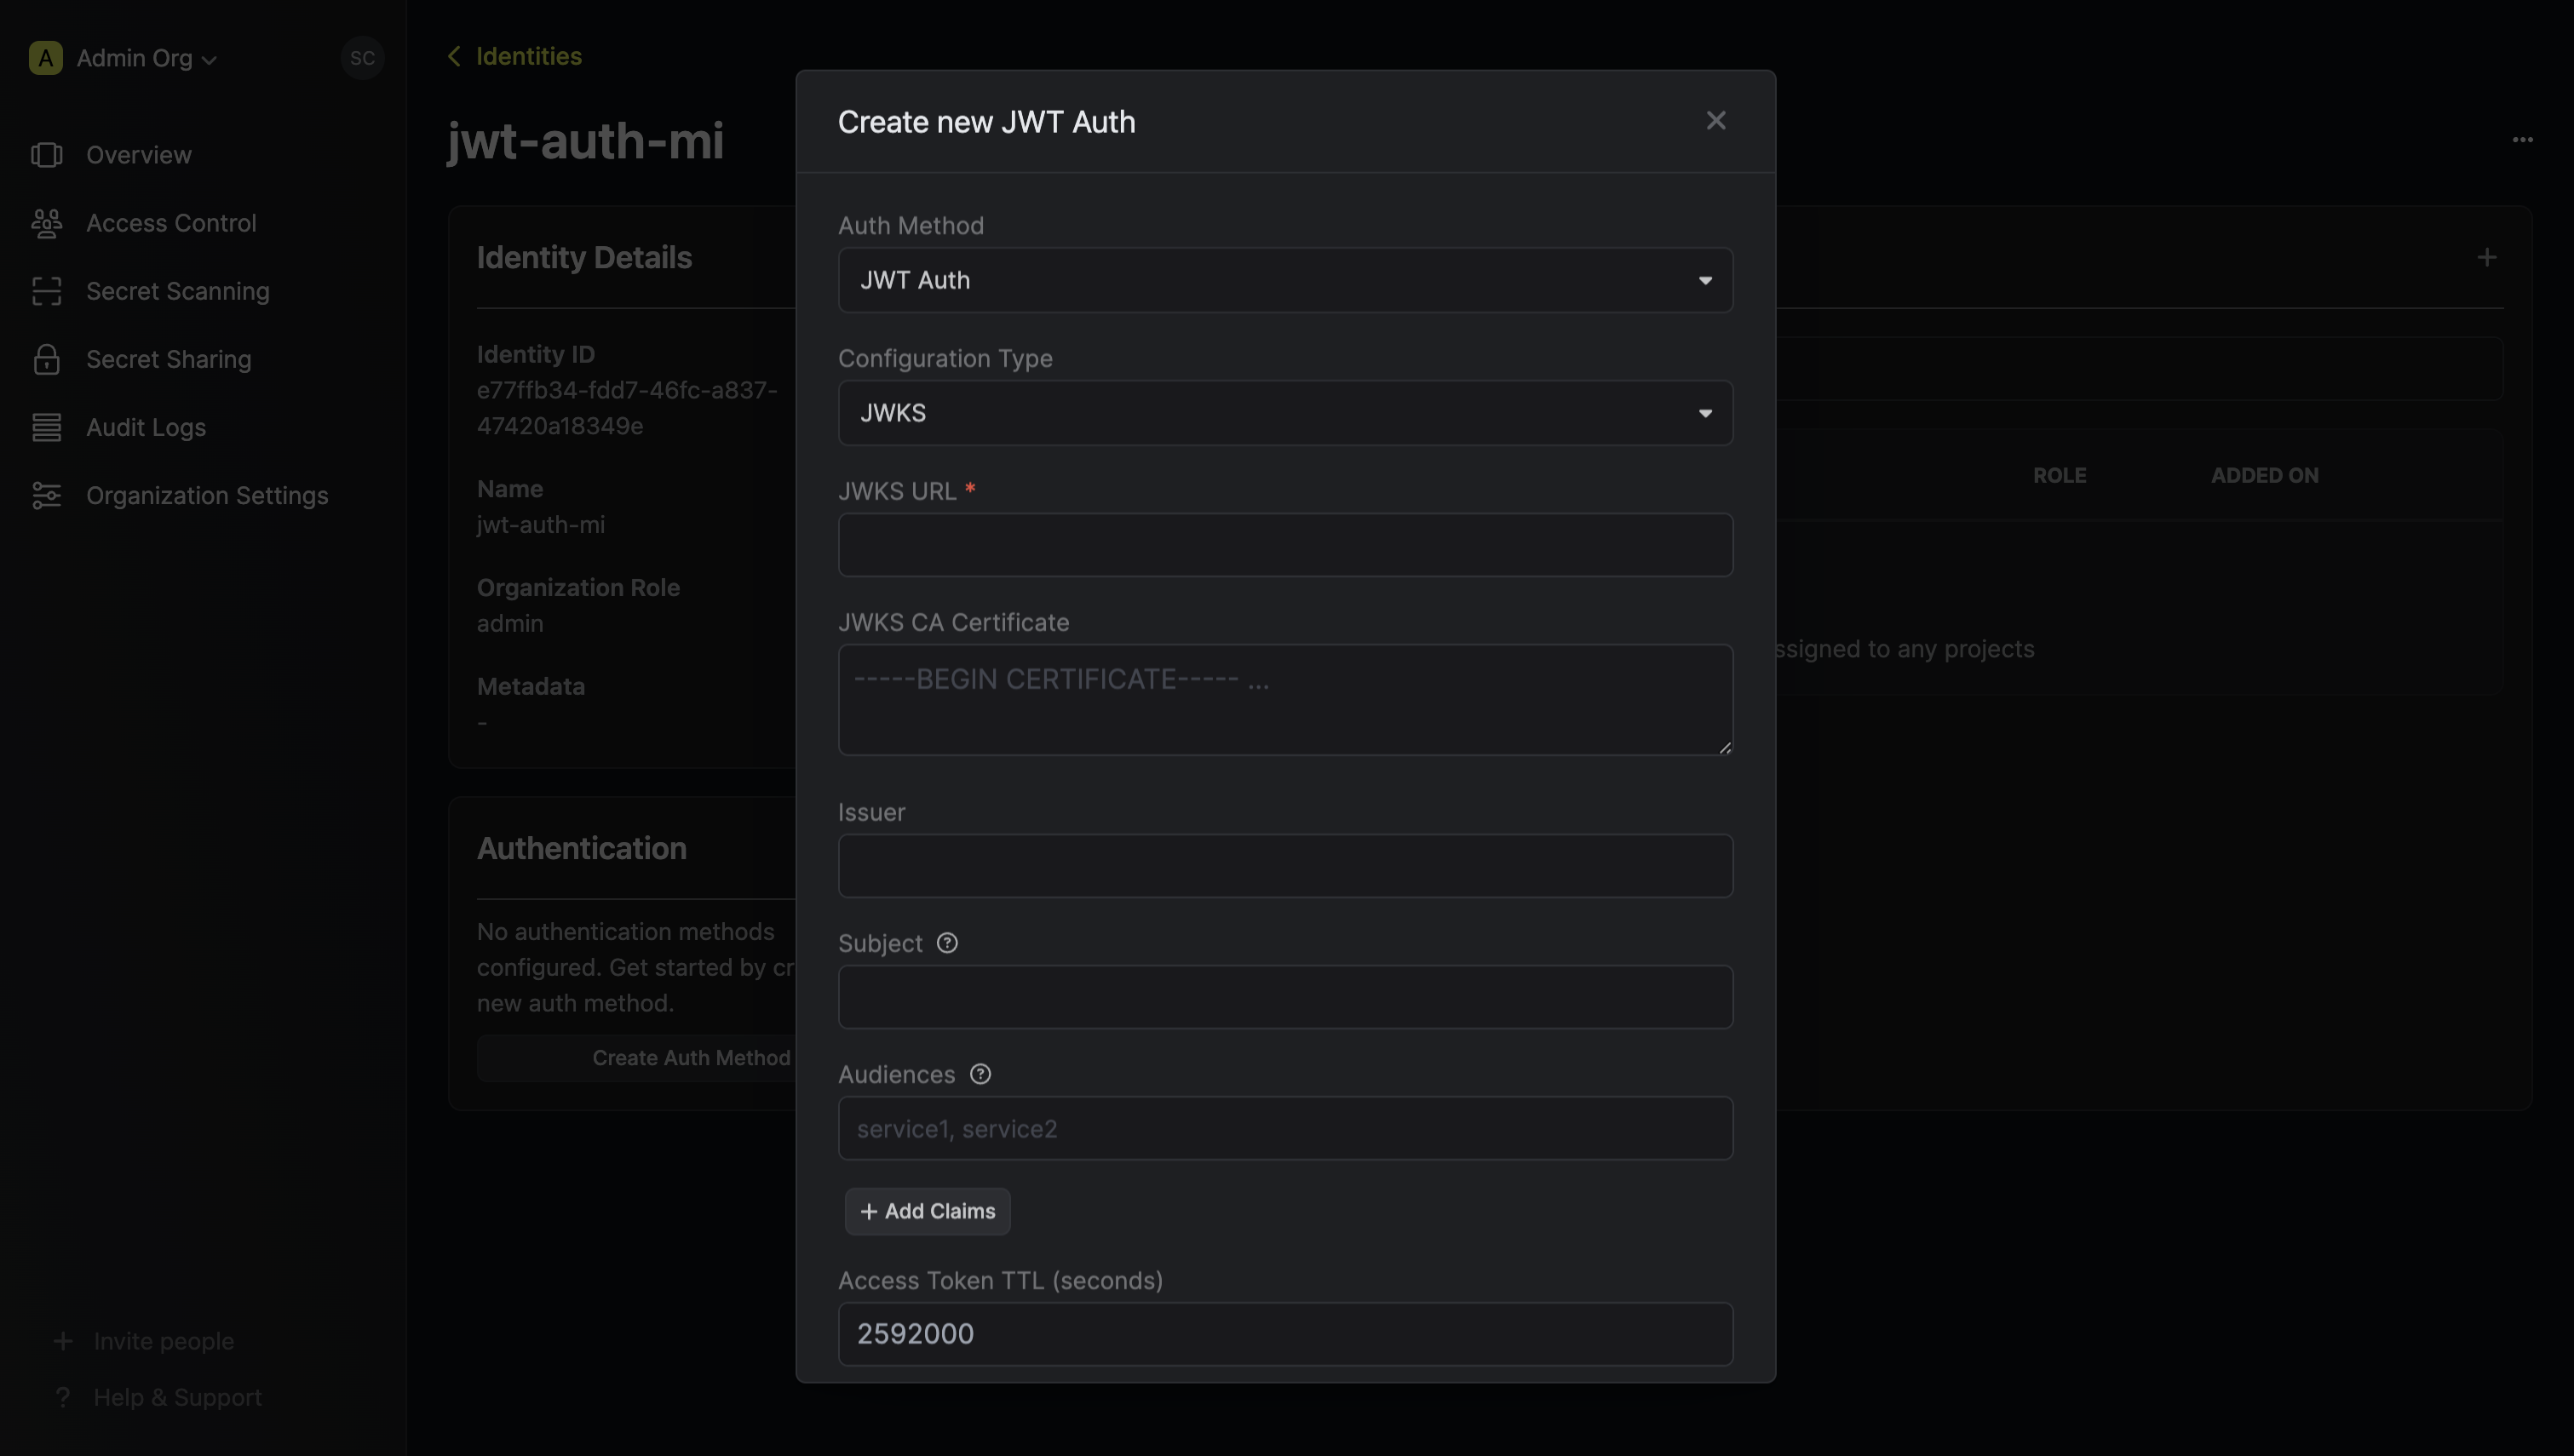 A
Admin Org
SC
Overview
Access Control
Secret Scanning
Secret Sharing
Audit Logs
Organization Settings
+ Invite people
? Help & Support
Identities
jwt-auth-mi
Identity Details
Identity ID
e77ffb34-fdd7-46fc-a837-
47420a18349e
Name
jwt-auth-mi
Organization Role
admin
Metadata
-
Authentication
No authentication methods
configured. Get started by cr
new auth method.
Create Auth Method
Create new JWT Auth
Auth Method
JWT Auth
Configuration Type
JWKS
JWKS URL *
JWKS CA Certificate
-----BEGIN CERTIFICATE----- ...
Issuer
Subject ?
Audiences ?
service1, service2
+ Add Claims
Access Token TTL (seconds)
2592000
ROLE
ADDED ON
ssigned to any projects